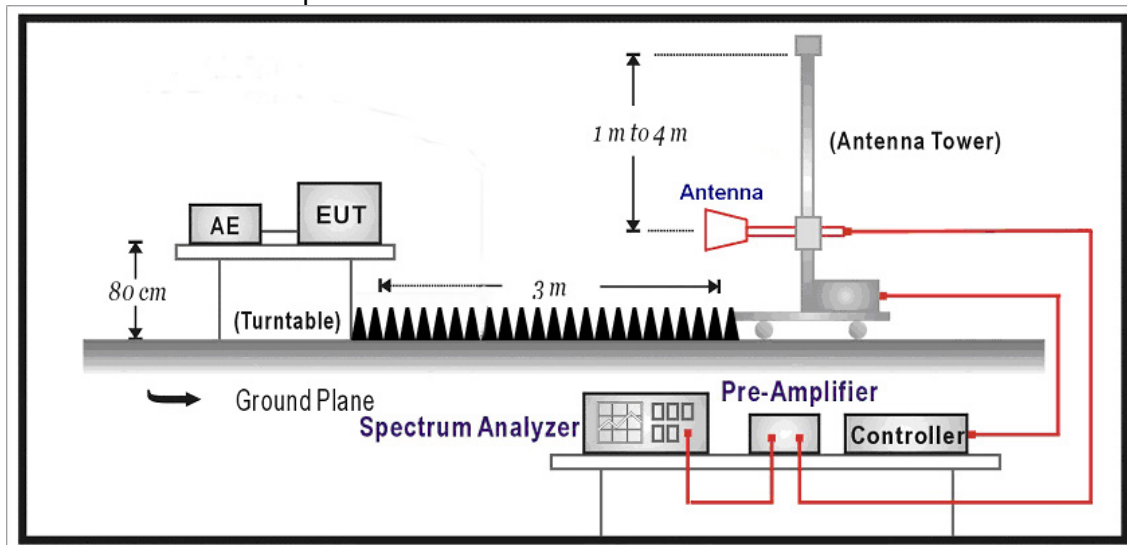 1 m to 4 m
(Antenna Tower)
Antenna
AE
EUT
80 cm
(Turntable)
3 m
Ground Plane
Spectrum Analyzer
Pre-Amplifier
Controller